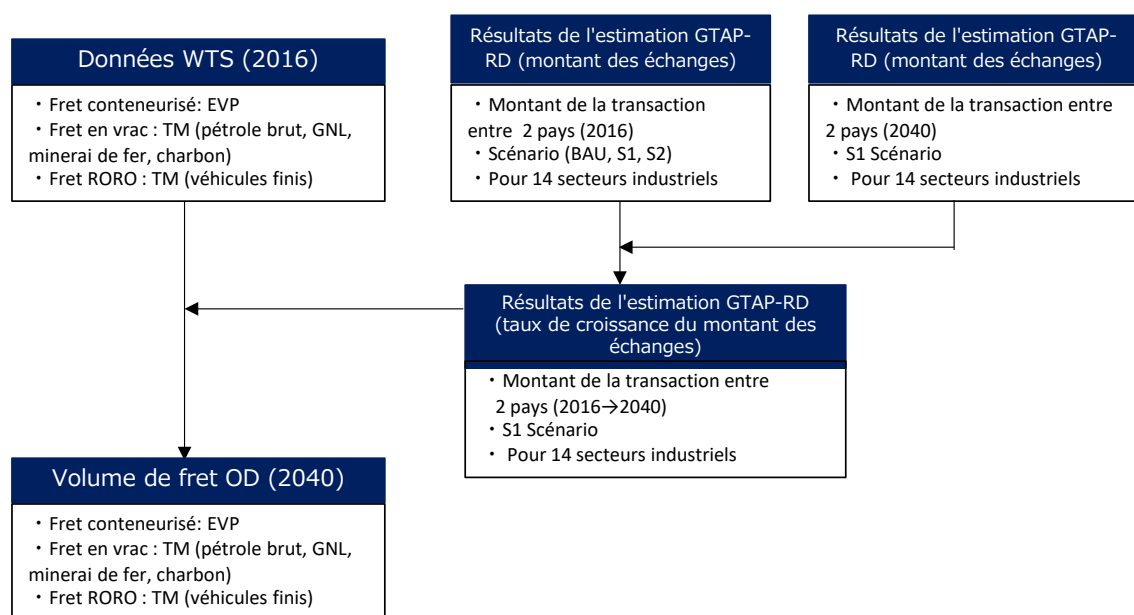 Données WTS (2016)
・Fret conteneurisé: EVP
・Fret en vrac : TM (pétrole brut, GNL,
minerai de fer, charbon)
・Fret RORO : TM (véhicules finis)
Résultats de l'estimation GTAP-
RD (montant des échanges)
・Montant de la transaction
entre 2 pays (2016)
・Scénario (BAU, S1, S2)
・Pour 14 secteurs industriels
Résultats de l'estimation GTAP-
RD (montant des échanges)
・Montant de la transaction entre
2 pays (2040)
・S1 Scénario
・ Pour 14 secteurs industriels
Résultats de l'estimation GTAP-RD
(taux de croissance du montant des
échanges)
・Montant de la transaction entre
2 pays (2016→2040)
・S1 Scénario
・ Pour 14 secteurs industriels
Volume de fret OD (2040)
・Fret conteneurisé: EVP
・Fret en vrac : TM (pétrole brut, GNL,
minerai de fer, charbon)
・Fret RORO : TM (véhicules finis)